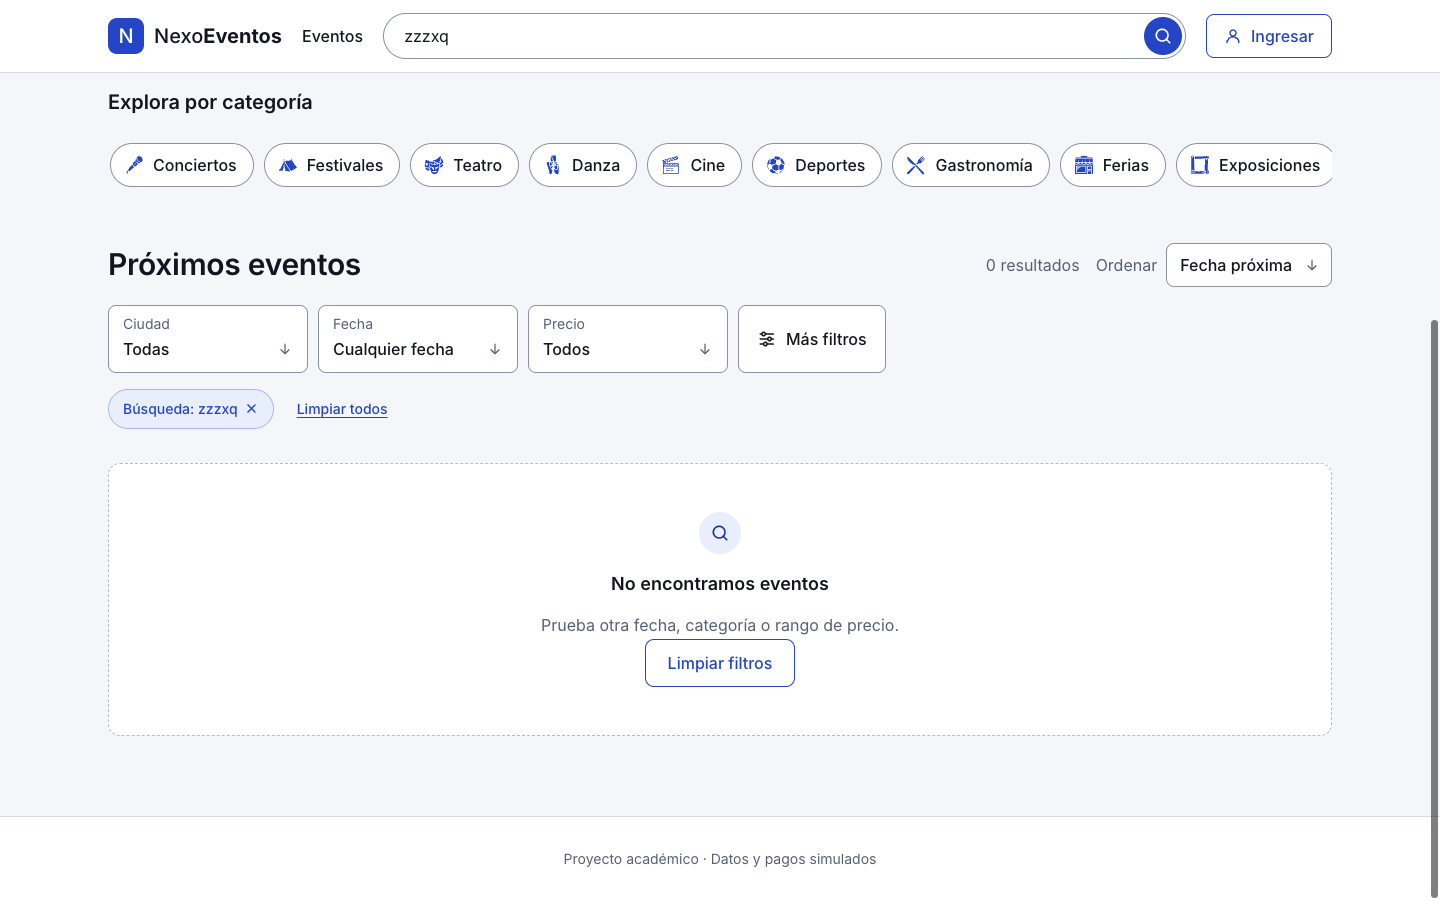 N NexoEventos Eventos zzzxq Ingresar
Explora por categoría
Conciertos Festivales Teatro Danza Cine Deportes Gastronomía Ferias Exposiciones
Próximos eventos 0 resultados Ordenar Fecha próxima
Ciudad Fecha Precio
Todas Cualquier fecha Todos Más filtros
Búsqueda: zzzxq ✕ Limpiar todos
No encontramos eventos
Prueba otra fecha, categoría o rango de precio.
Limpiar filtros
Proyecto académico · Datos y pagos simulados